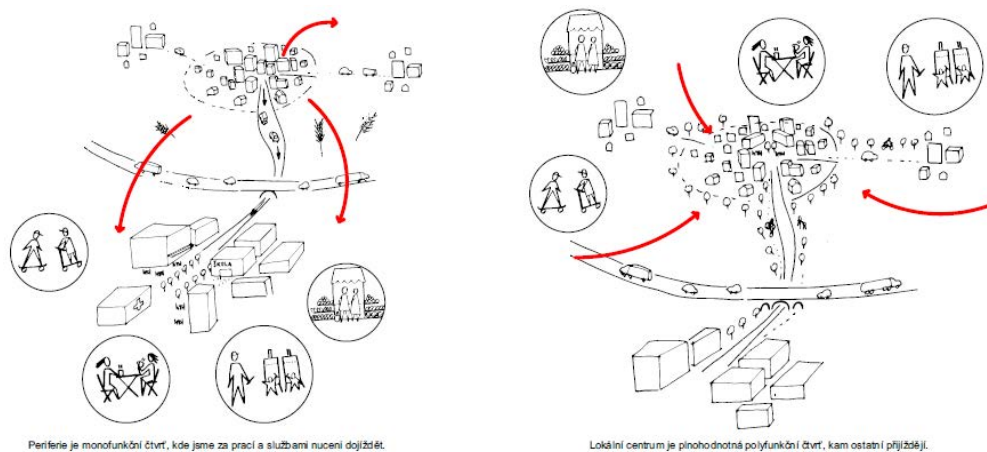 ŠKOLA
Periferie je monofunkční čtvrť, kde jsme za prací a službami nuceni dojíždět.
Lokální centrum je plnohodnotná polyfunkční čtvrť, kam ostatní přijíždějí.